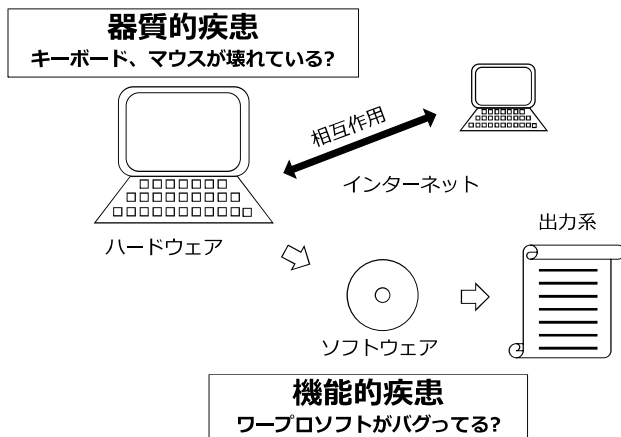 器質的疾患
キーボード、マウスが壊れている?
相互作用
インターネット
ハードウェア
出力系
ソフトウェア
機能的疾患
ワープロソフトがバグってる?